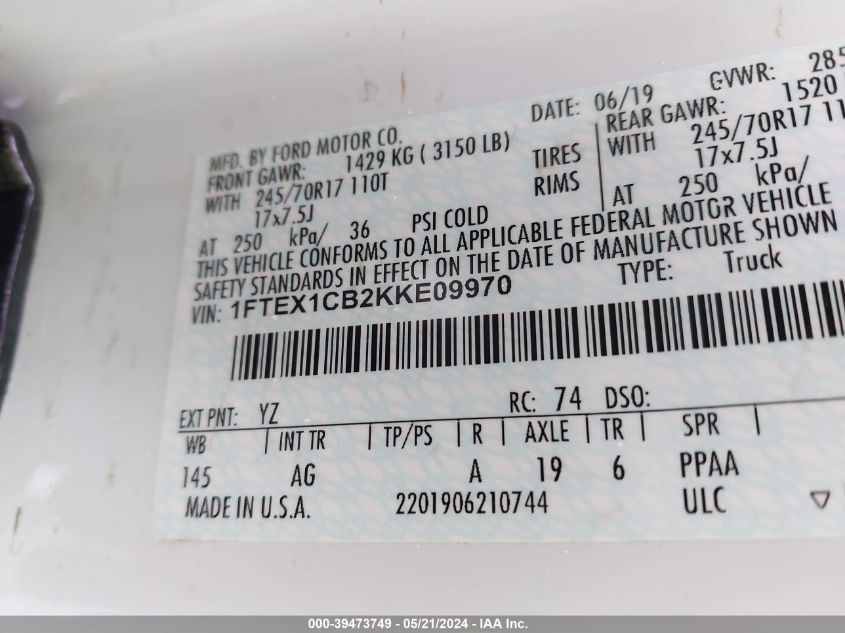 MFD. BY FORD MOTOR CO. DATE: 06/19 GVWR:
FRONT GAWR: 1429 KG ( 3150 LB) REAR GAWR: 1520
WITH 245/70R17 110T TIRES WITH 245/70R17
17x7.5J RIMS 17x7.5J
AT 250 kPa/ 36 PSI COLD AT 250 kPa/
THIS VEHICLE CONFORMS TO ALL APPLICABLE FEDERAL MOTOR VEHICLE
SAFETY STANDARDS IN EFFECT ON THE DATE OF MANUFACTURE SHOWN
VIN: 1FTEX1CB2KKE09970 TYPE: Truck
EXT PNT: YZ RC: 74 DSO:
WB | INT TR | TP/PS | R | AXLE | TR | SPR |
145 AG A 19 6 PPAA
MADE IN U.S.A. 2201906210744 ULC
000-39473749 - 05/21/2024 - IAA Inc.